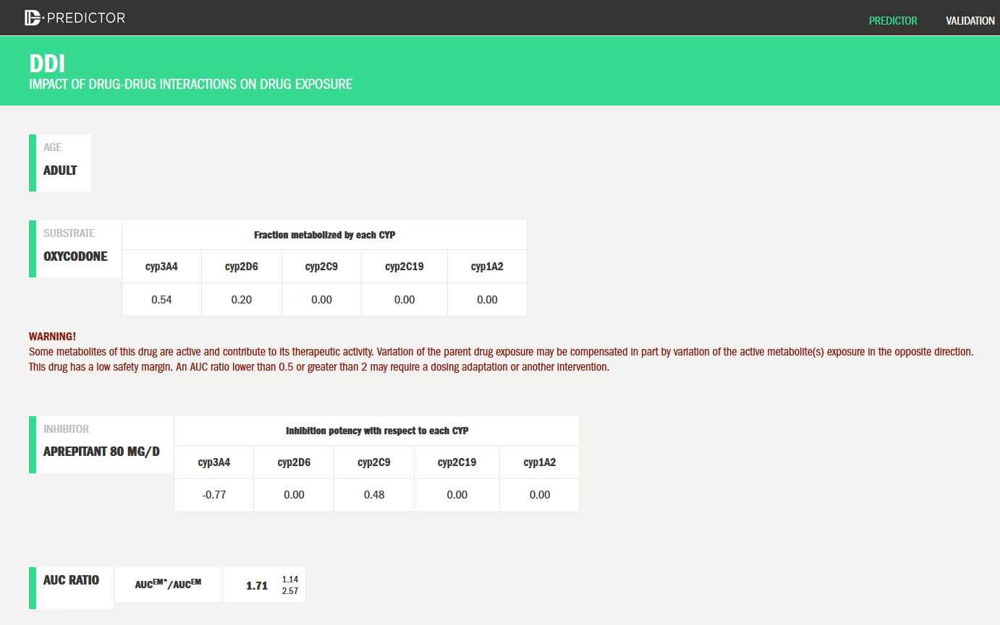 PREDICTOR
PREDICTOR VALIDATION
DDI
IMPACT OF DRUG-DRUG INTERACTIONS ON DRUG EXPOSURE
AGE
ADULT
SUBSTRATE
OXYCODONE
Fraction metabolized by each CYP
cyp3A4 cyp2D6 cyp2C9 cyp2C19 cyp1A2
0.54 0.20 0.00 0.00 0.00
WARNING!
Some metabolites of this drug are active and contribute to its therapeutic activity. Variation of the parent drug exposure may be compensated in part by variation of the active metabolite(s) exposure in the opposite direction.
This drug has a low safety margin. An AUC ratio lower than 0.5 or greater than 2 may require a dosing adaptation or another intervention.
INHIBITOR
APREPITANT 80 MG/D
Inhibition potency with respect to each CYP
cyp3A4 cyp2D6 cyp2C9 cyp2C19 cyp1A2
-0.77 0.00 0.48 0.00 0.00
AUC RATIO
AUCEM*/AUCEM
1.71
1.14
2.57